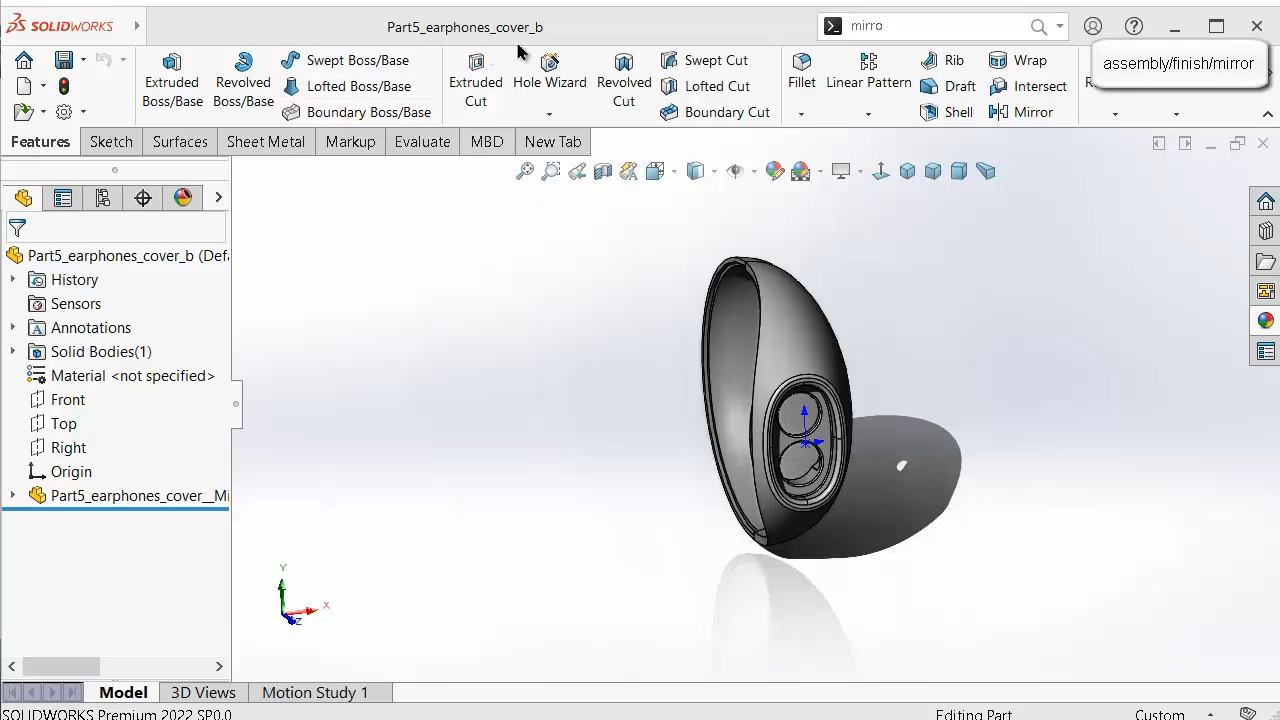 SOLIDWORKS
Part5_earphones_cover_b
mirro
assembly/finish/mirror
Extruded Boss/Base
Revolved Boss/Base
Swept Boss/Base
Lofted Boss/Base
Boundary Boss/Base
Extruded Cut
Hole Wizard
Revolved Cut
Swept Cut
Lofted Cut
Boundary Cut
Fillet
Linear Pattern
Rib
Draft
Shell
Wrap
Intersect
Mirror
Features
Sketch
Surfaces
Sheet Metal
Markup
Evaluate
MBD
New Tab
Part5_earphones_cover_b (Defa
History
Sensors
Annotations
Solid Bodies(1)
Material <not specified>
Front
Top
Right
Origin
Part5_earphones_cover__Mi
Y
X
Z
Model
3D Views
Motion Study 1
SOLIDWORKS Premium 2022 SP0.0
Editing Part
Custom